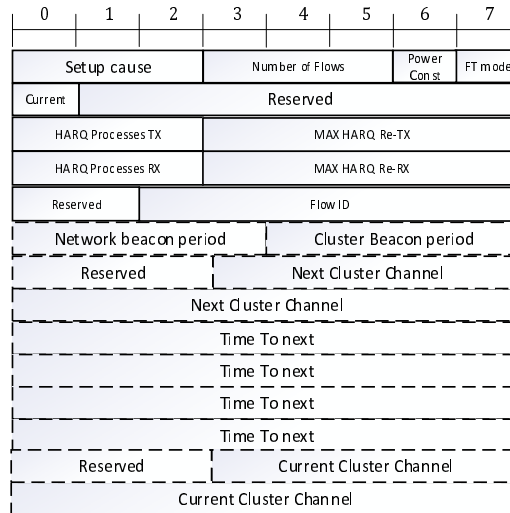 0 1 2 3 4 5 6 7
Setup cause Number of Flows Power Const FT mode
Current Reserved
HARQ Processes TX MAX HARQ Re-TX
HARQ Processes RX MAX HARQ Re-RX
Reserved Flow ID
Network beacon period Cluster Beacon period
Reserved Next Cluster Channel
Next Cluster Channel
Time To next
Time To next
Time To next
Time To next
Reserved Current Cluster Channel
Current Cluster Channel